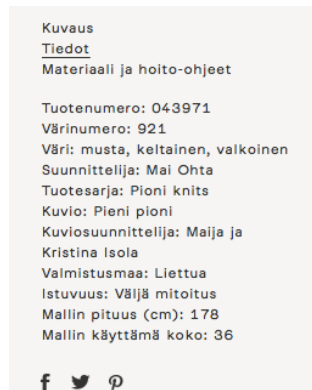 Kuvaus
Tiedot
Materiaali ja hoito-ohjeet
Tuotenumero: 043971
Värinumero: 921
Väri: musta, keltainen, valkoinen
Suunnittelija: Mai Ohta
Tuotesarja: Pioni knits
Kuvio: Pieni pioni
Kuviosuunnittelija: Maija ja
Kristina Isola
Valmistusmaa: Liettua
Istuvuus: Väljä mitoitus
Mallin pituus (cm): 178
Mallin käyttämä koko: 36